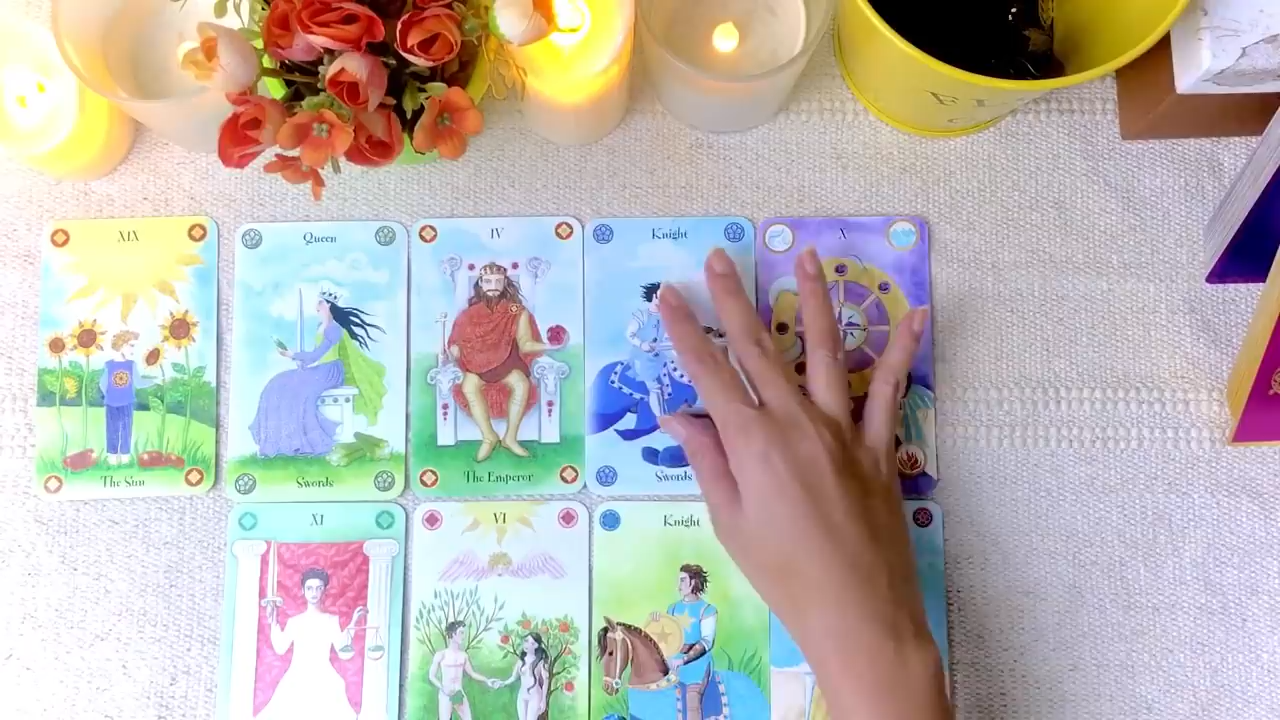 XIX
The Sun
Queen
Swords
IV
The Emperor
Knight
Swords
X
XI
VI
Knight